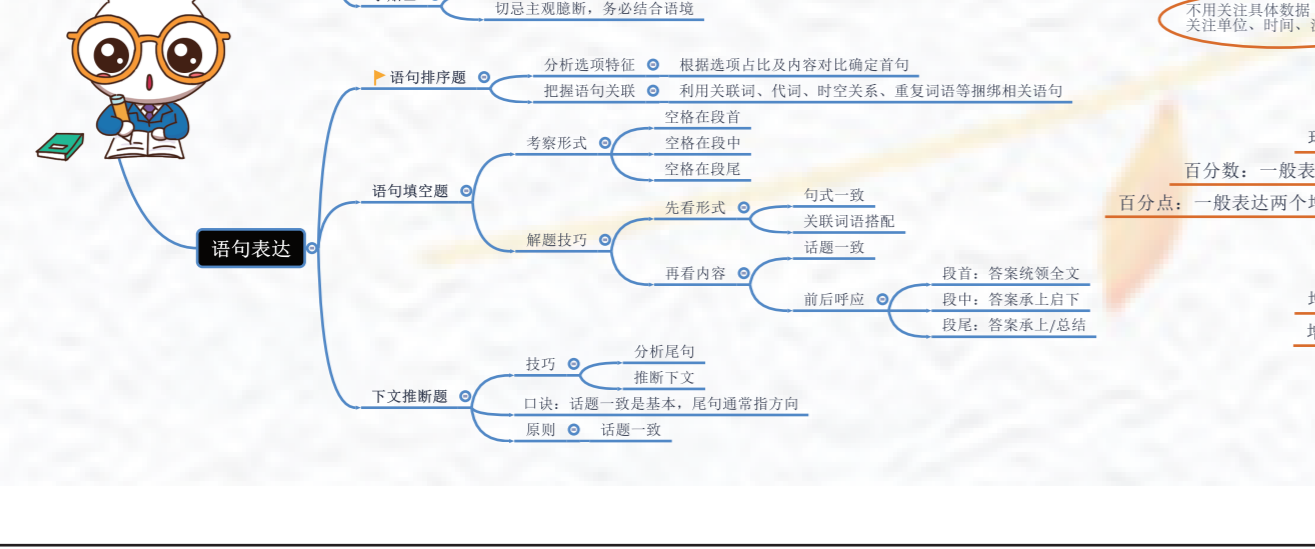 切忌主观臆断，务必结合语境
不用关注具体数据
关注单位、时间、
语句排序题
分析选项特征
根据选项占比及内容对比确定首句
把握语句关联
利用关联词、代词、时空关系、重复词语等捆绑相关语句
语句填空题
考察形式
空格在段首
空格在段中
空格在段尾
解题技巧
先看形式
句式一致
关联词语搭配
再看内容
话题一致
前后呼应
段首：答案统领全文
段中：答案承上启下
段尾：答案承上/总结
语句表达
下文推断题
技巧
分析尾句
推断下文
口诀：话题一致是基本，尾句通常指方向
原则
话题一致
百分数：一般表
百分点：一般表达两个